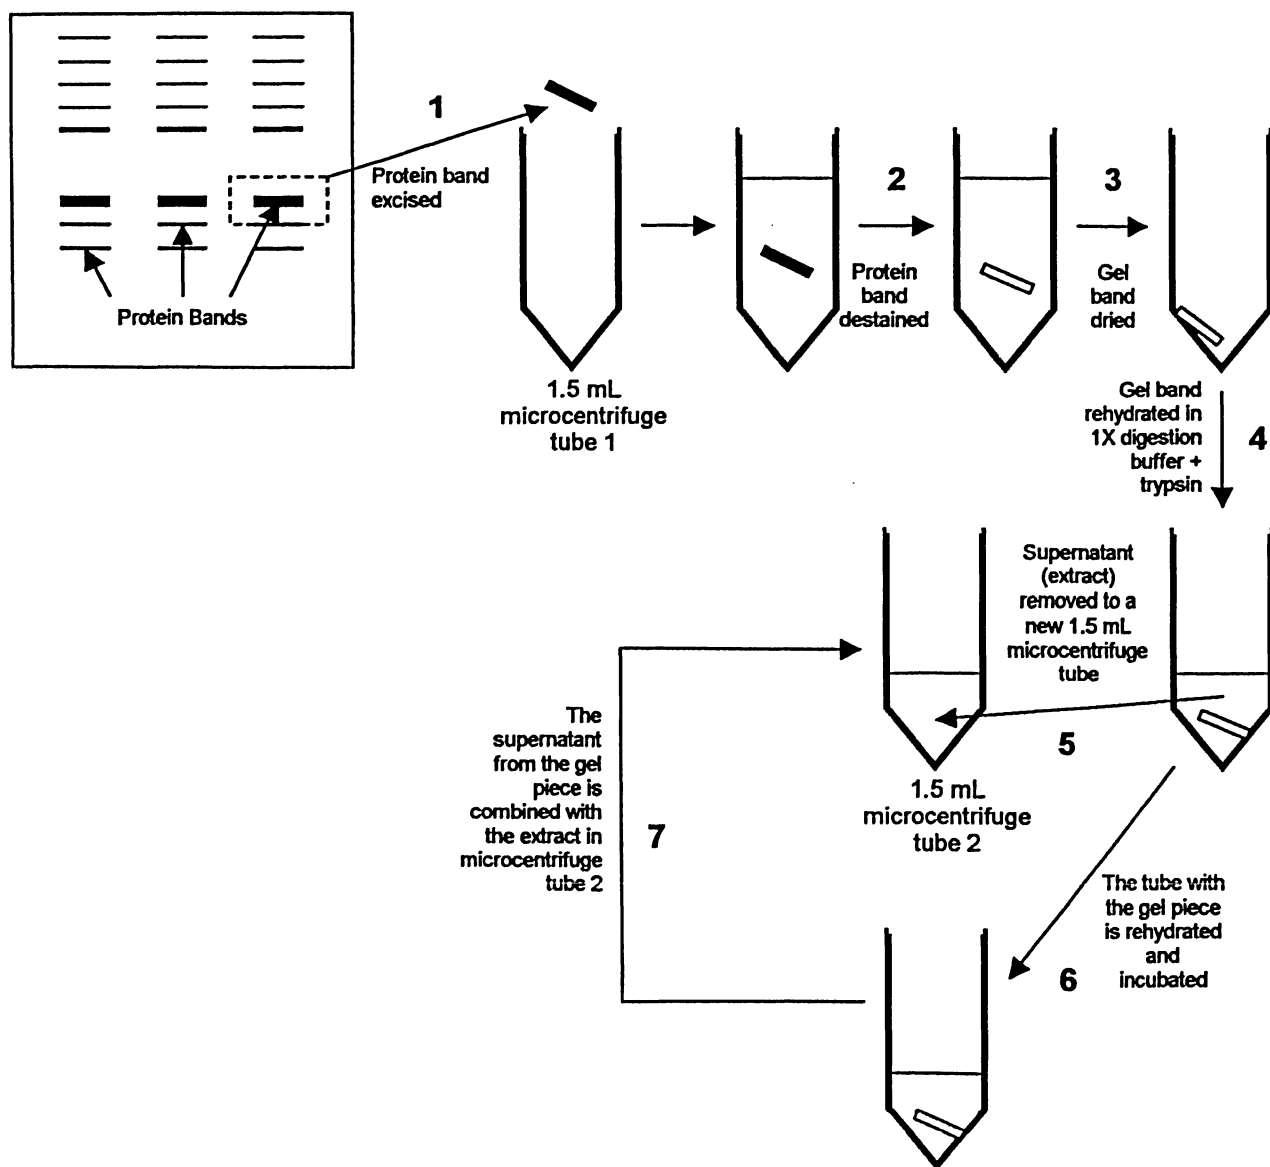 1
Protein band
excised
Protein Bands
1.5 mL
microcentrifuge
tube 1
2
Protein
band
destained
3
Gel
band
dried
Gel band
rehydrated in
1X digestion
buffer +
trypsin
4
Supernatant
(extract)
removed to a
new 1.5 mL
microcentrifuge
tube
5
1.5 mL
microcentrifuge
tube 2
The tube with
the gel piece
is rehydrated
and
incubated
6
The
supernatant
from the gel
piece is
combined with
the extract in
microcentrifuge
tube 2
7